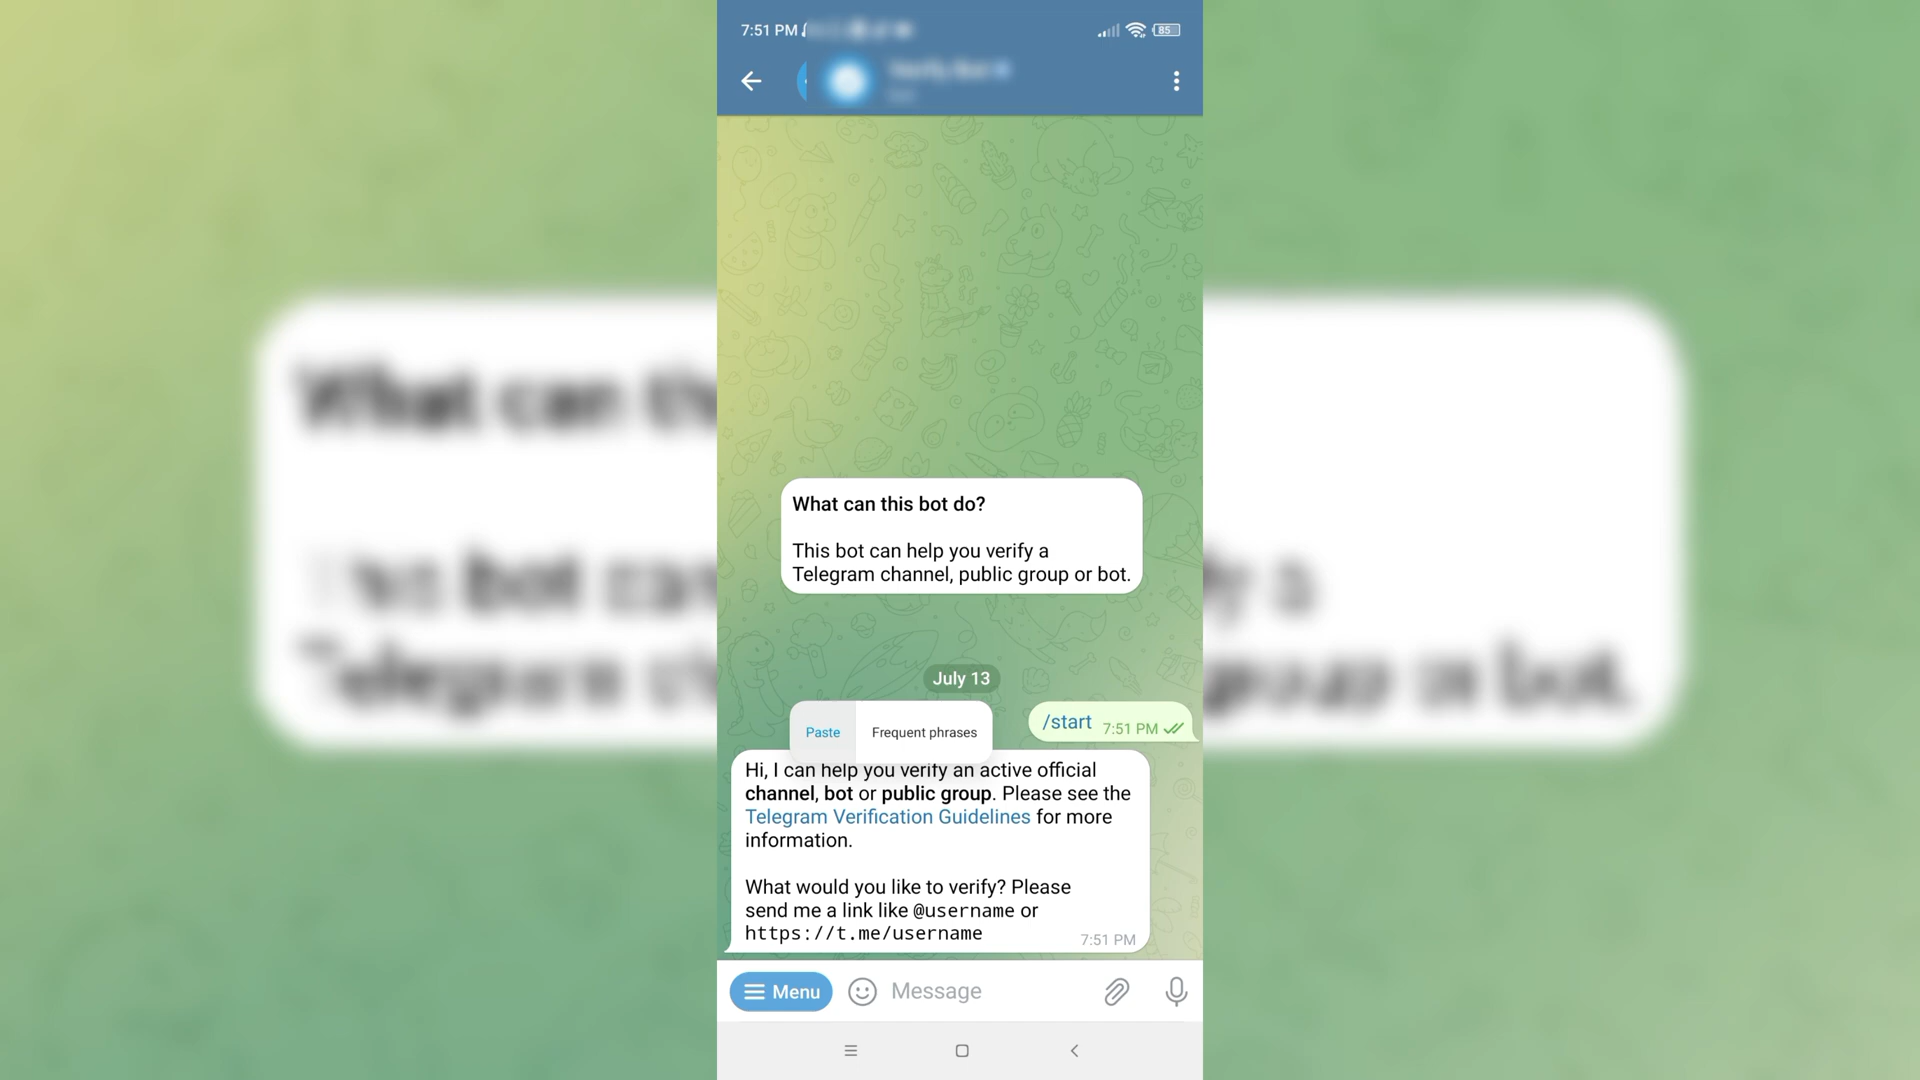 7:51 PM
85
What can this bot do?
This bot can help you verify a
Telegram channel, public group or bot.
July 13
Paste
Frequent phrases
/start 7:51 PM
Hi, I can help you verify an active official
channel, bot or public group. Please see the
Telegram Verification Guidelines for more
information.
What would you like to verify? Please
send me a link like @username or
https://t.me/username
7:51 PM
Menu
Message